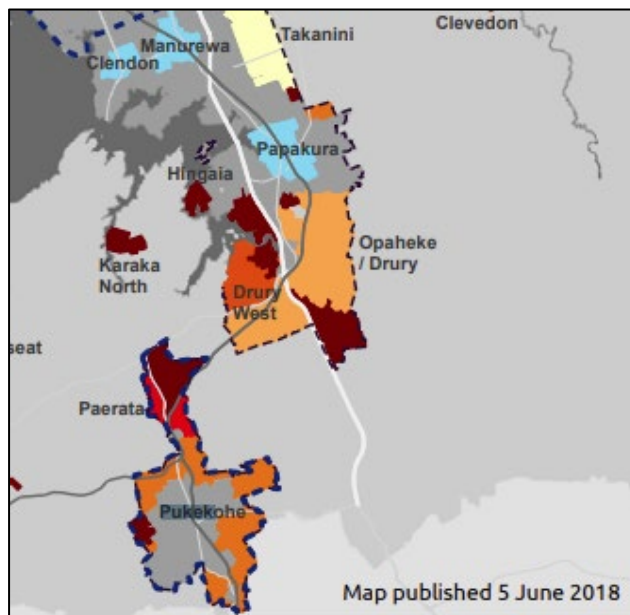 Takanini
Clevedon
Manurewa
Clendon
Papakura
Hingaia
Opaheke
/ Drury
Karaka
North
Drury
West
seat
Paerata
Pukekohe
Map published 5 June 2018